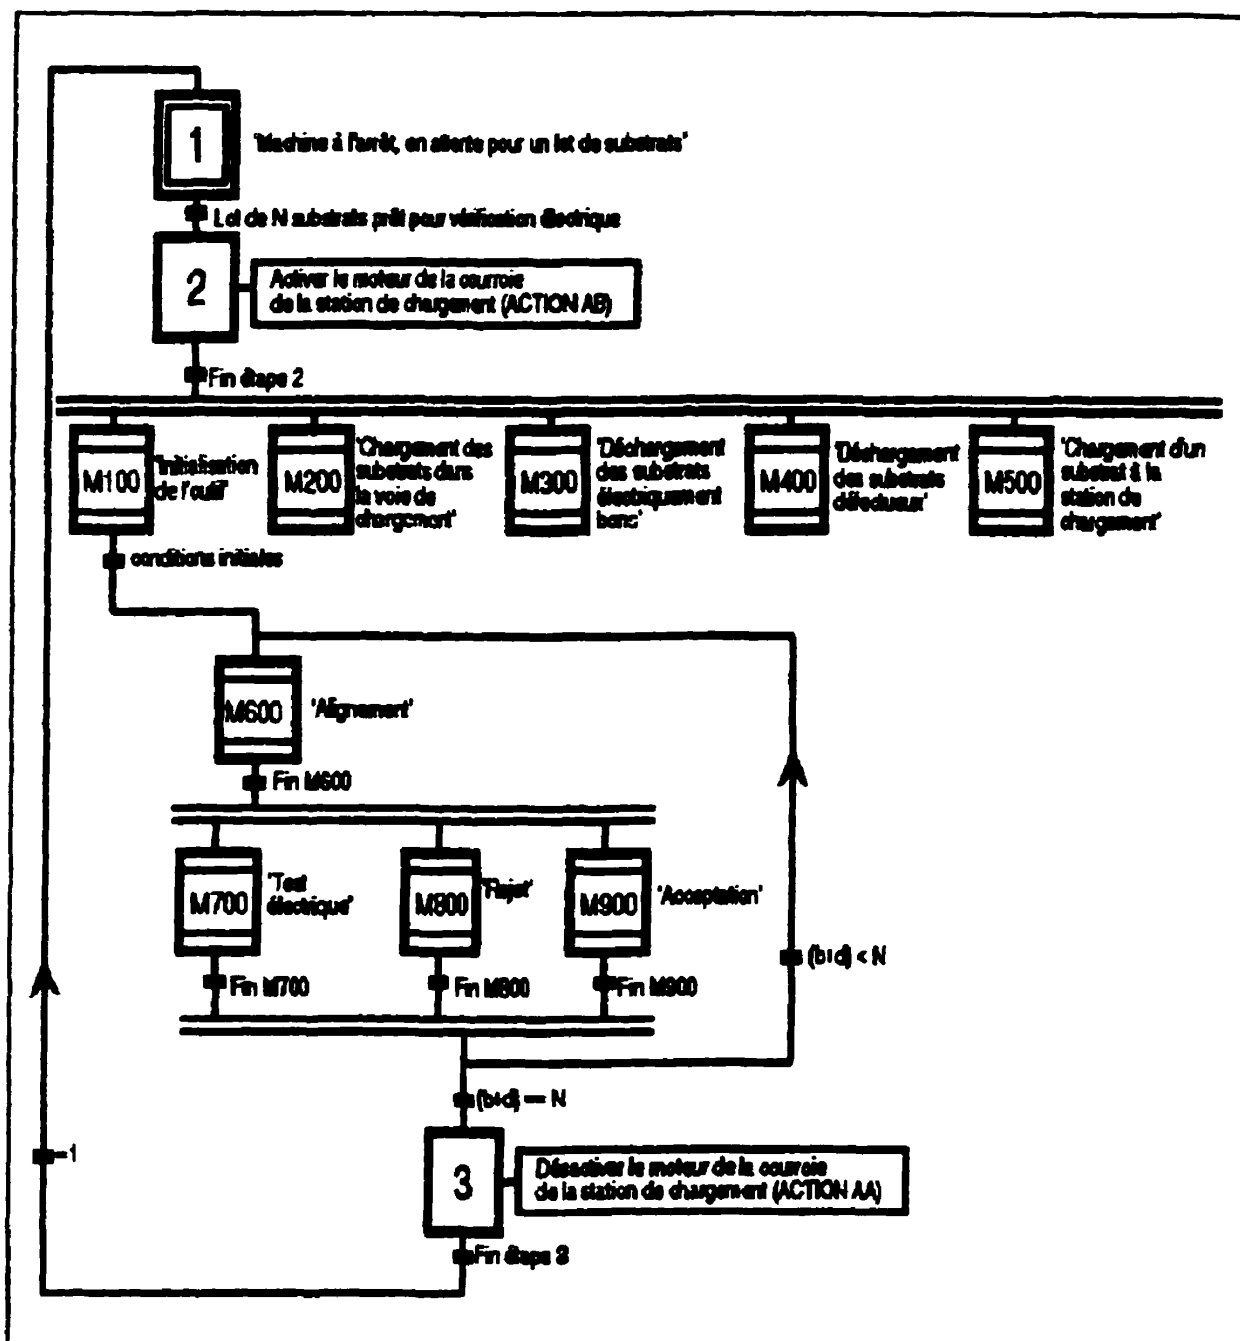 1
'Machine à l'arrêt, en attente pour un lot de substrats'
Lot de N substrats prêt pour vérification électrique
2
Activer le moteur de la courroie
de la station de chargement (ACTION AB)
Fin étape 2
M100
'Initialisation
de l'outil'
M200
'Chargement des
substrats dans
la voie de
chargement'
M300
'Déchargement
des substrats
électriquement
bons'
M400
'Déchargement
des substrats
défectueux'
M500
'Chargement d'un
substrat à la
station de
chargement'
conditions initiales
M600
'Alignement'
Fin M600
M700
'Test
électrique'
M800
'Rejet'
M900
'Acceptation'
(b+d) < N
Fin M700
Fin M800
Fin M900
(b+d) == N
=1
3
Désactiver le moteur de la courroie
de la station de chargement (ACTION AA)
Fin étape 3